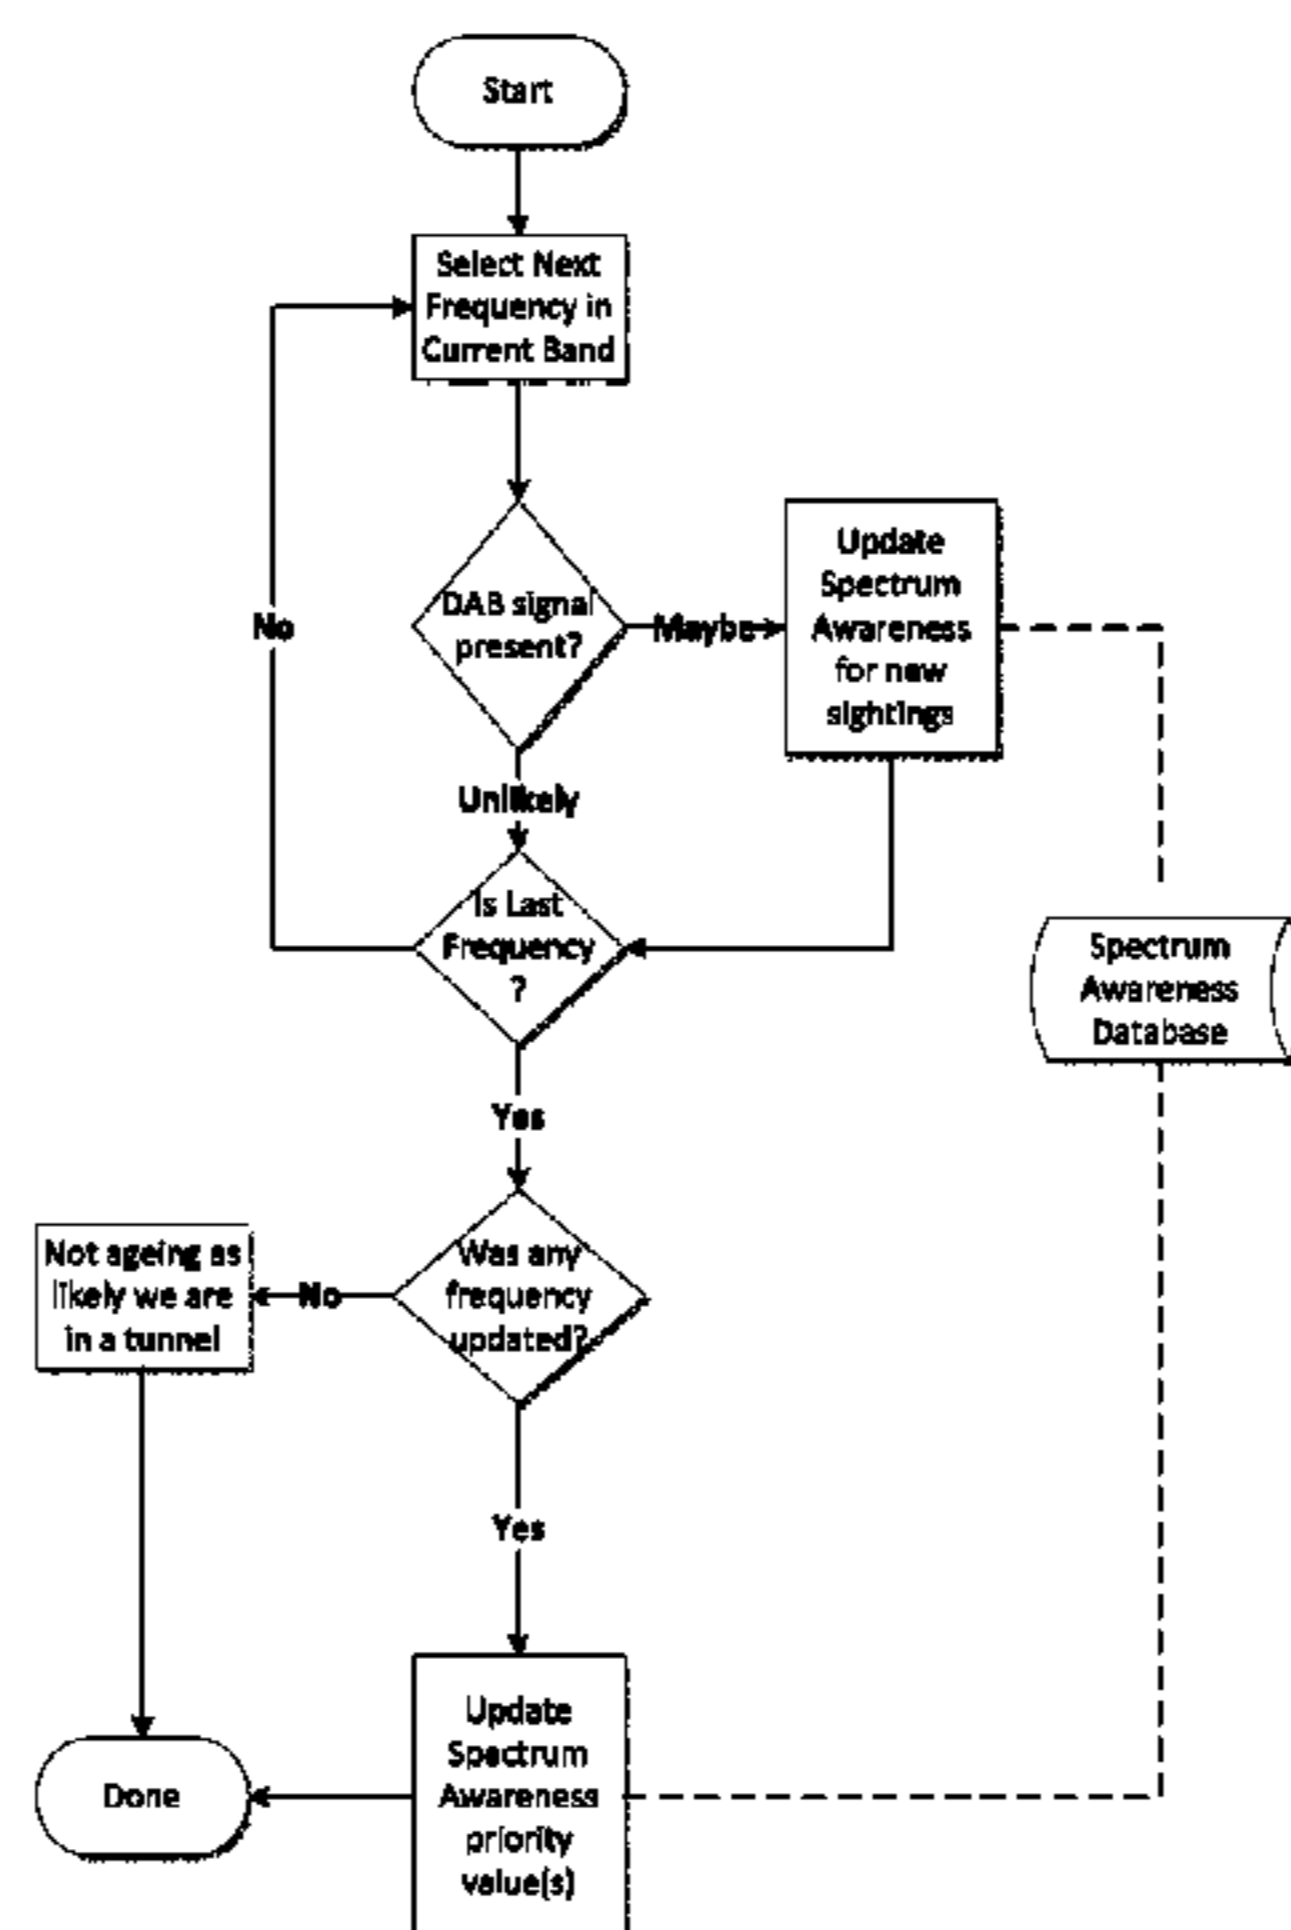 Start
Select Next
Frequency in
Current Band
DAB signal
present?
Maybe
Update
Spectrum
Awareness
for new
sightings
No
Unlikely
Is Last
Frequency
?
Spectrum
Awareness
Database
Yes
Not ageing as
likely we are
in a tunnel
No
Was any
frequency
updated?
Yes
Update
Spectrum
Awareness
priority
value(s)
Done